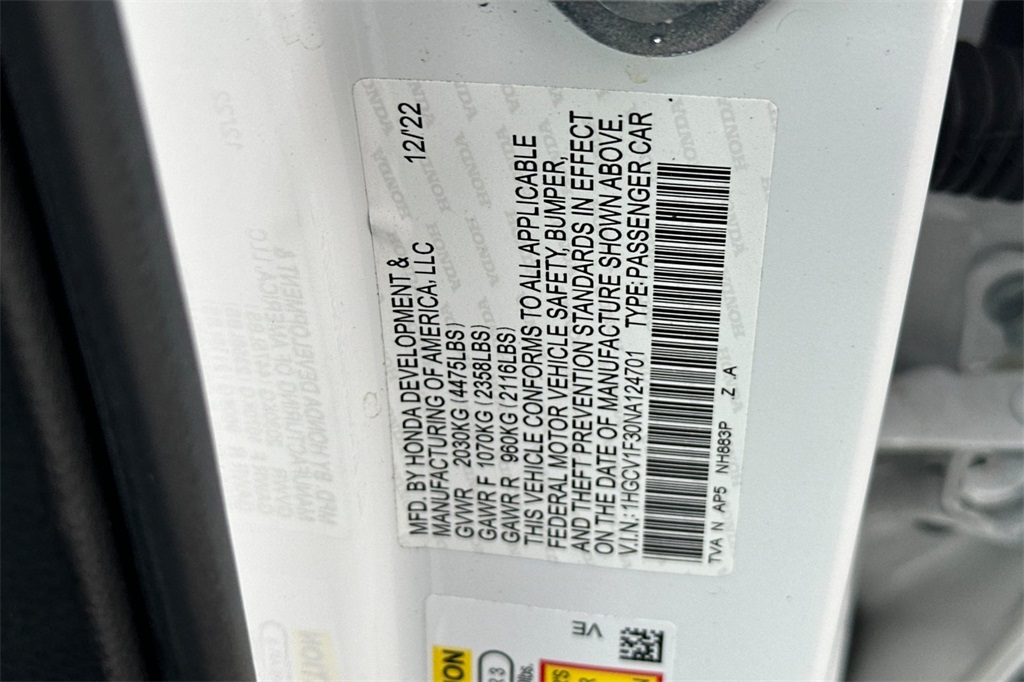 MFD. BY HONDA DEVELOPMENT & 12/'22
MANUFACTURING OF AMERICA, LLC
GVWR 2030KG (4475LBS)
GAWR F 1070KG (2358LBS)
GAWR R 960KG (2116LBS)
THIS VEHICLE CONFORMS TO ALL APPLICABLE
FEDERAL MOTOR VEHICLE SAFETY, BUMPER,
AND THEFT PREVENTION STANDARDS IN EFFECT
ON THE DATE OF MANUFACTURE SHOWN ABOVE.
V.I.N.:1HGCV1F30NA124701 TYPE:PASSENGER CAR
TVA N AP5 NH883P Z .A
VE